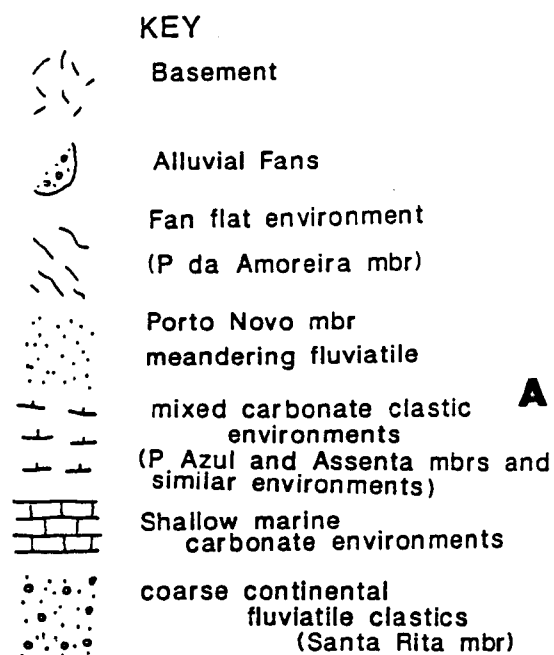 KEY
Basement
Alluvial Fans
Fan flat environment
(P da Amoreira mbr)
Porto Novo mbr
meandering fluviatile
A
mixed carbonate clastic
environments
(P Azul and Assenta mbrs and
similar environments)
Shallow marine
carbonate environments
coarse continental
fluviatile clastics
(Santa Rita mbr)